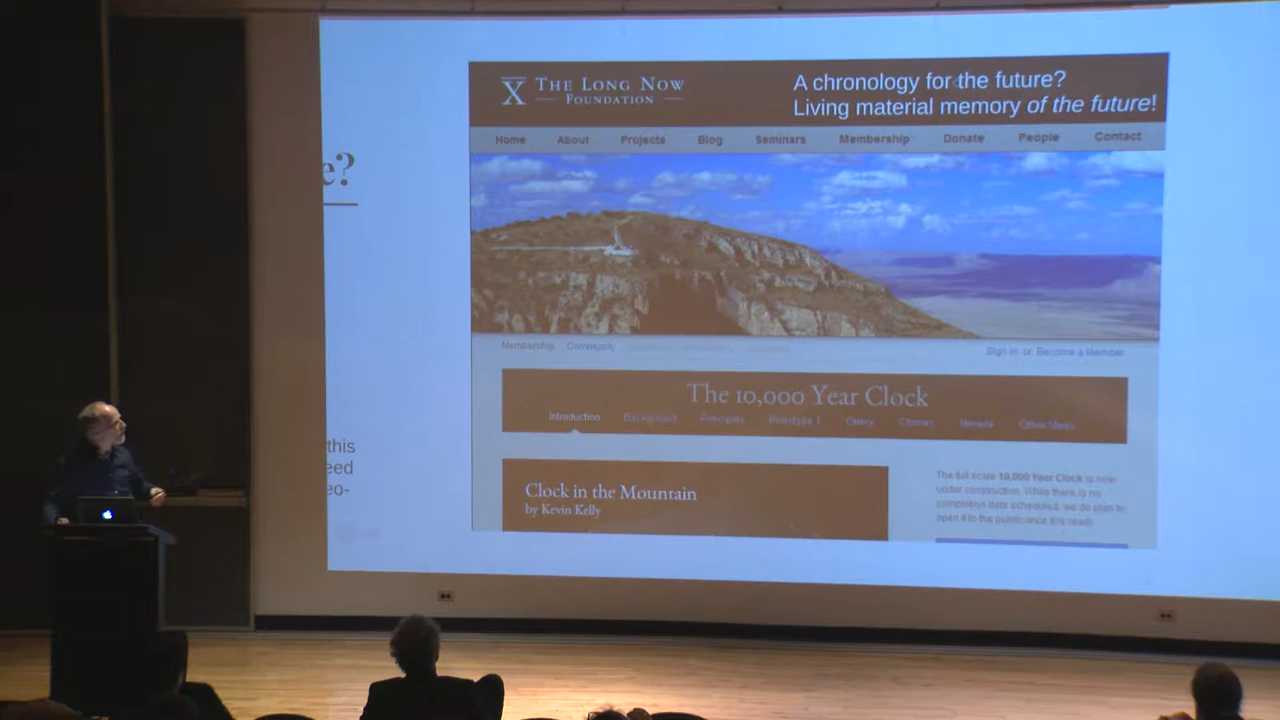 e?
this
eed
eo-
X The Long Now
Foundation
A chronology for the future?
Living material memory of the future!
Home About Projects Blog Seminars Membership Donate People Contact
Membership Community
Sign in or Become a Member
The 10,000 Year Clock
Introduction Background Principles Prototype 1 Orrery Chimes Nevada Other Ideas
Clock in the Mountain
by Kevin Kelly
The full scale 10,000 Year Clock is now
under construction. While there is no
completion date scheduled, we do plan to
open it to the public once it is ready.